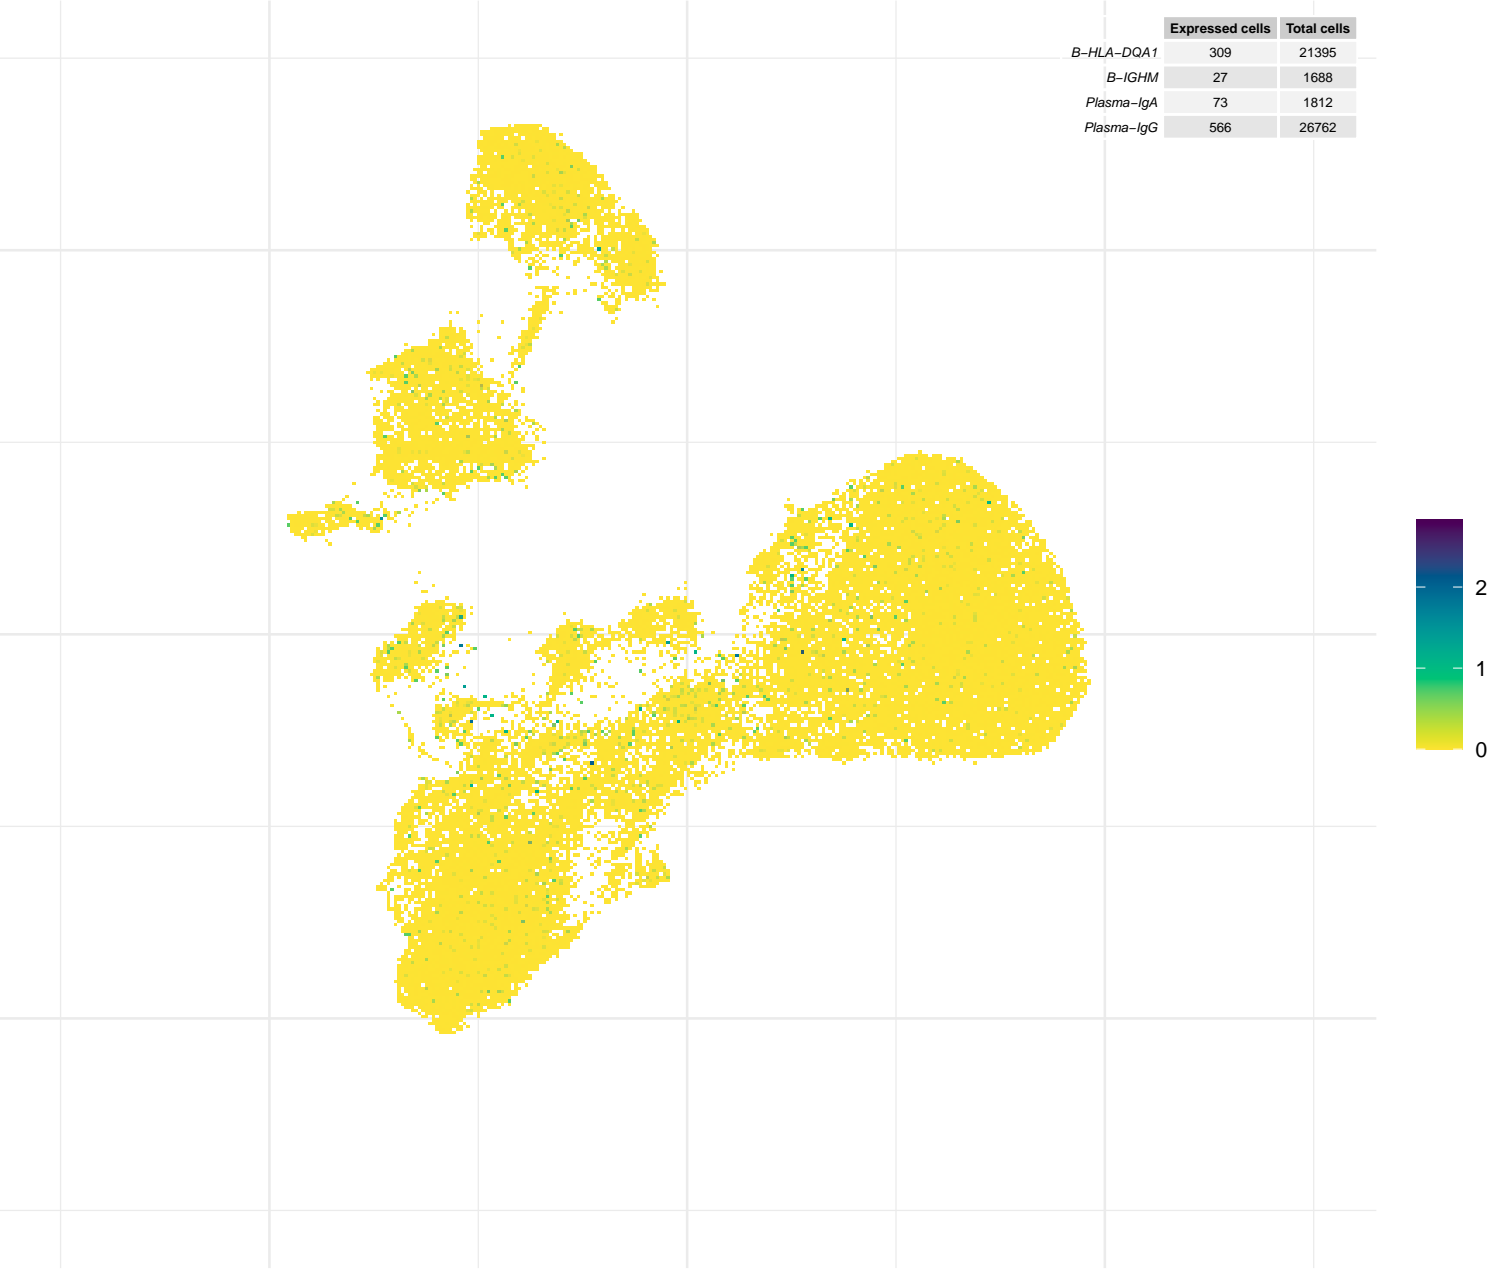 Expressed cells Total cells
B−HLA−DQA1 309 21395
B−IGHM 27 1688
Plasma−IgA 73 1812
Plasma−IgG 566 26762
2
1
0